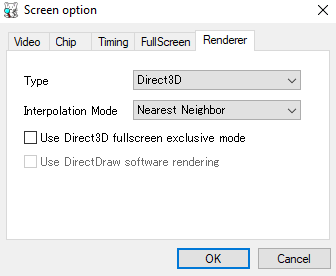 Screen option
Video Chip Timing FullScreen Renderer
Type Direct3D
Interpolation Mode Nearest Neighbor
Use Direct3D fullscreen exclusive mode
Use DirectDraw software rendering
OK Cancel